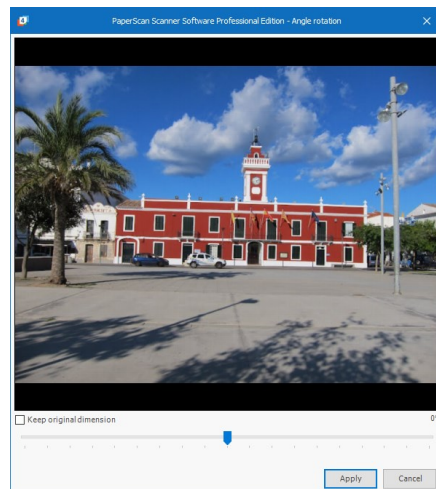 PaperScan Scanner Software Professional Edition - Angle rotation
Keep original dimension
0°
Apply
Cancel